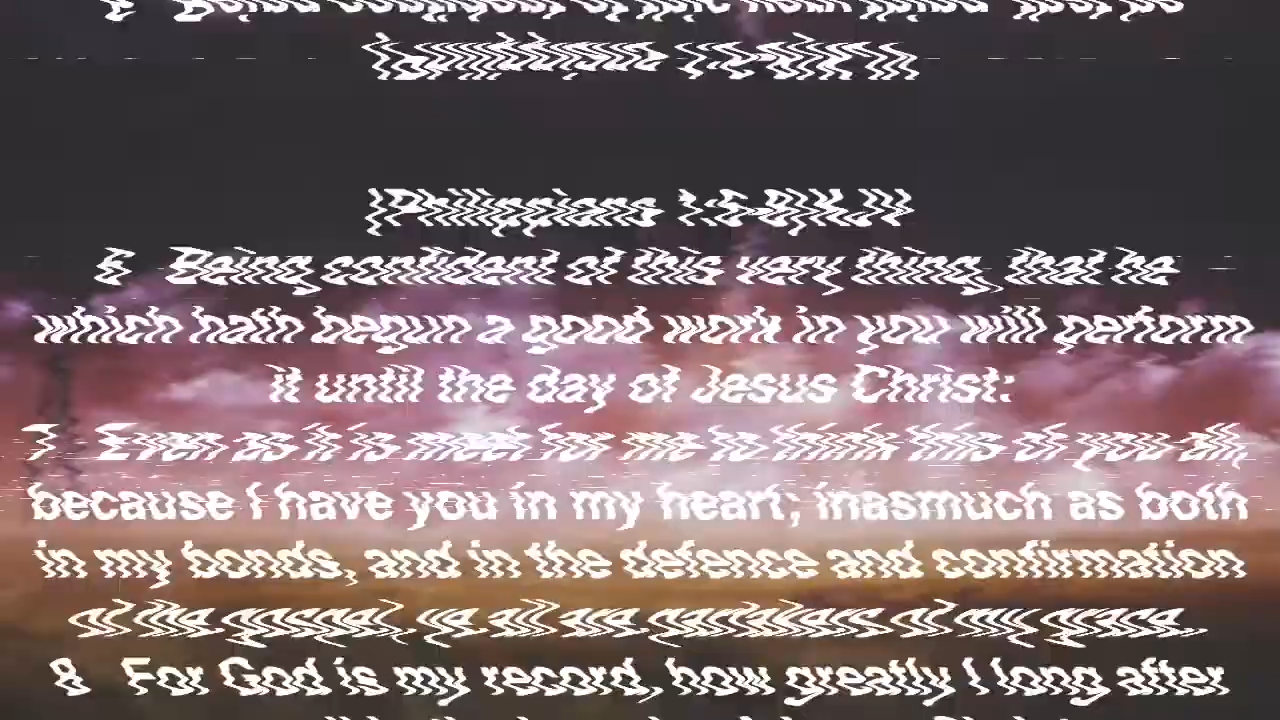 (Philippians 1:6-8|KJV)
6 Being confident of this very thing, that he
which hath begun a good work in you will perform
it until the day of Jesus Christ:
7 Even as it is meet for me to think this of you all,
because I have you in my heart; inasmuch as both
in my bonds, and in the defence and confirmation
of the gospel, ye all are partakers of my grace.
8 For God is my record, how greatly I long after